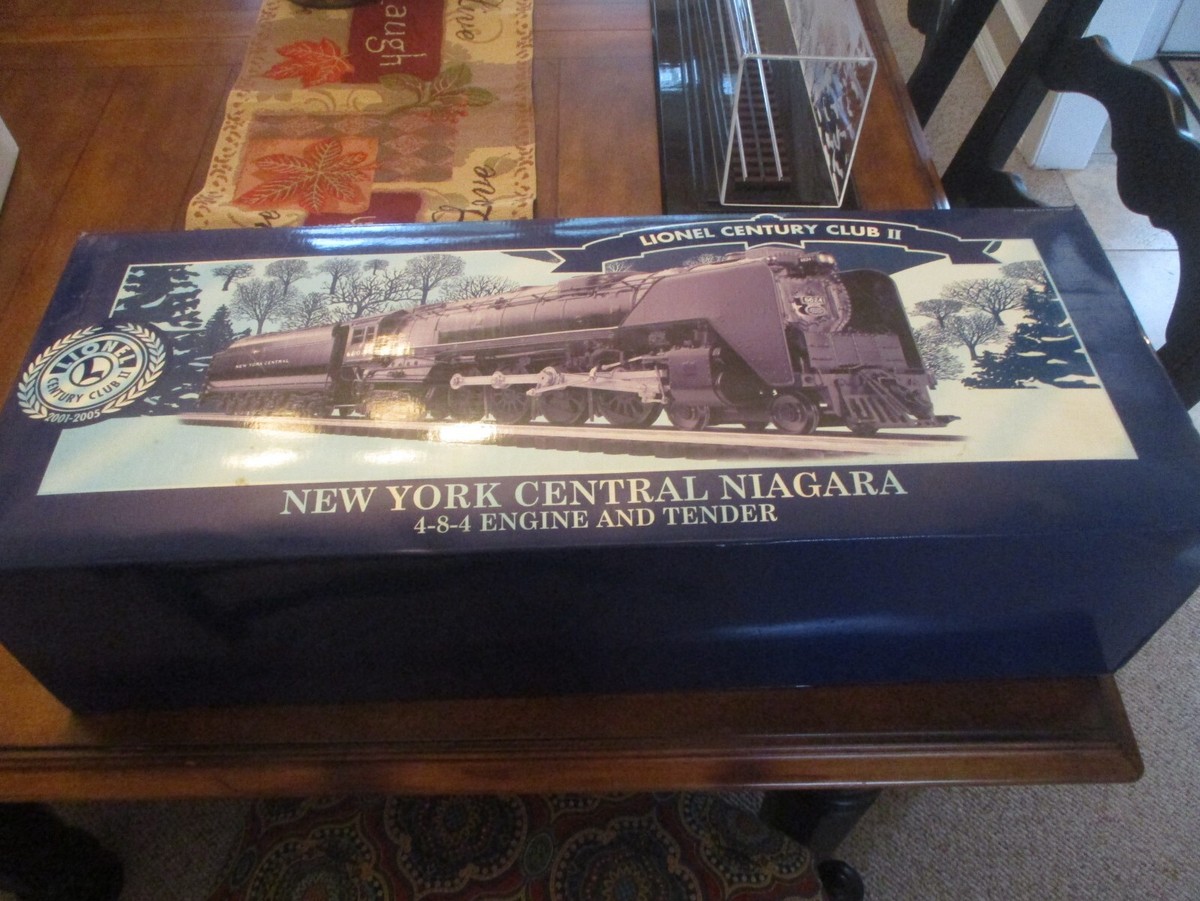 Laugh
Live
LIONEL CENTURY CLUB II
NEW YORK CENTRAL
LIONEL
L
CENTURY CLUB II
2001-2005
NEW YORK CENTRAL NIAGARA
4-8-4 ENGINE AND TENDER